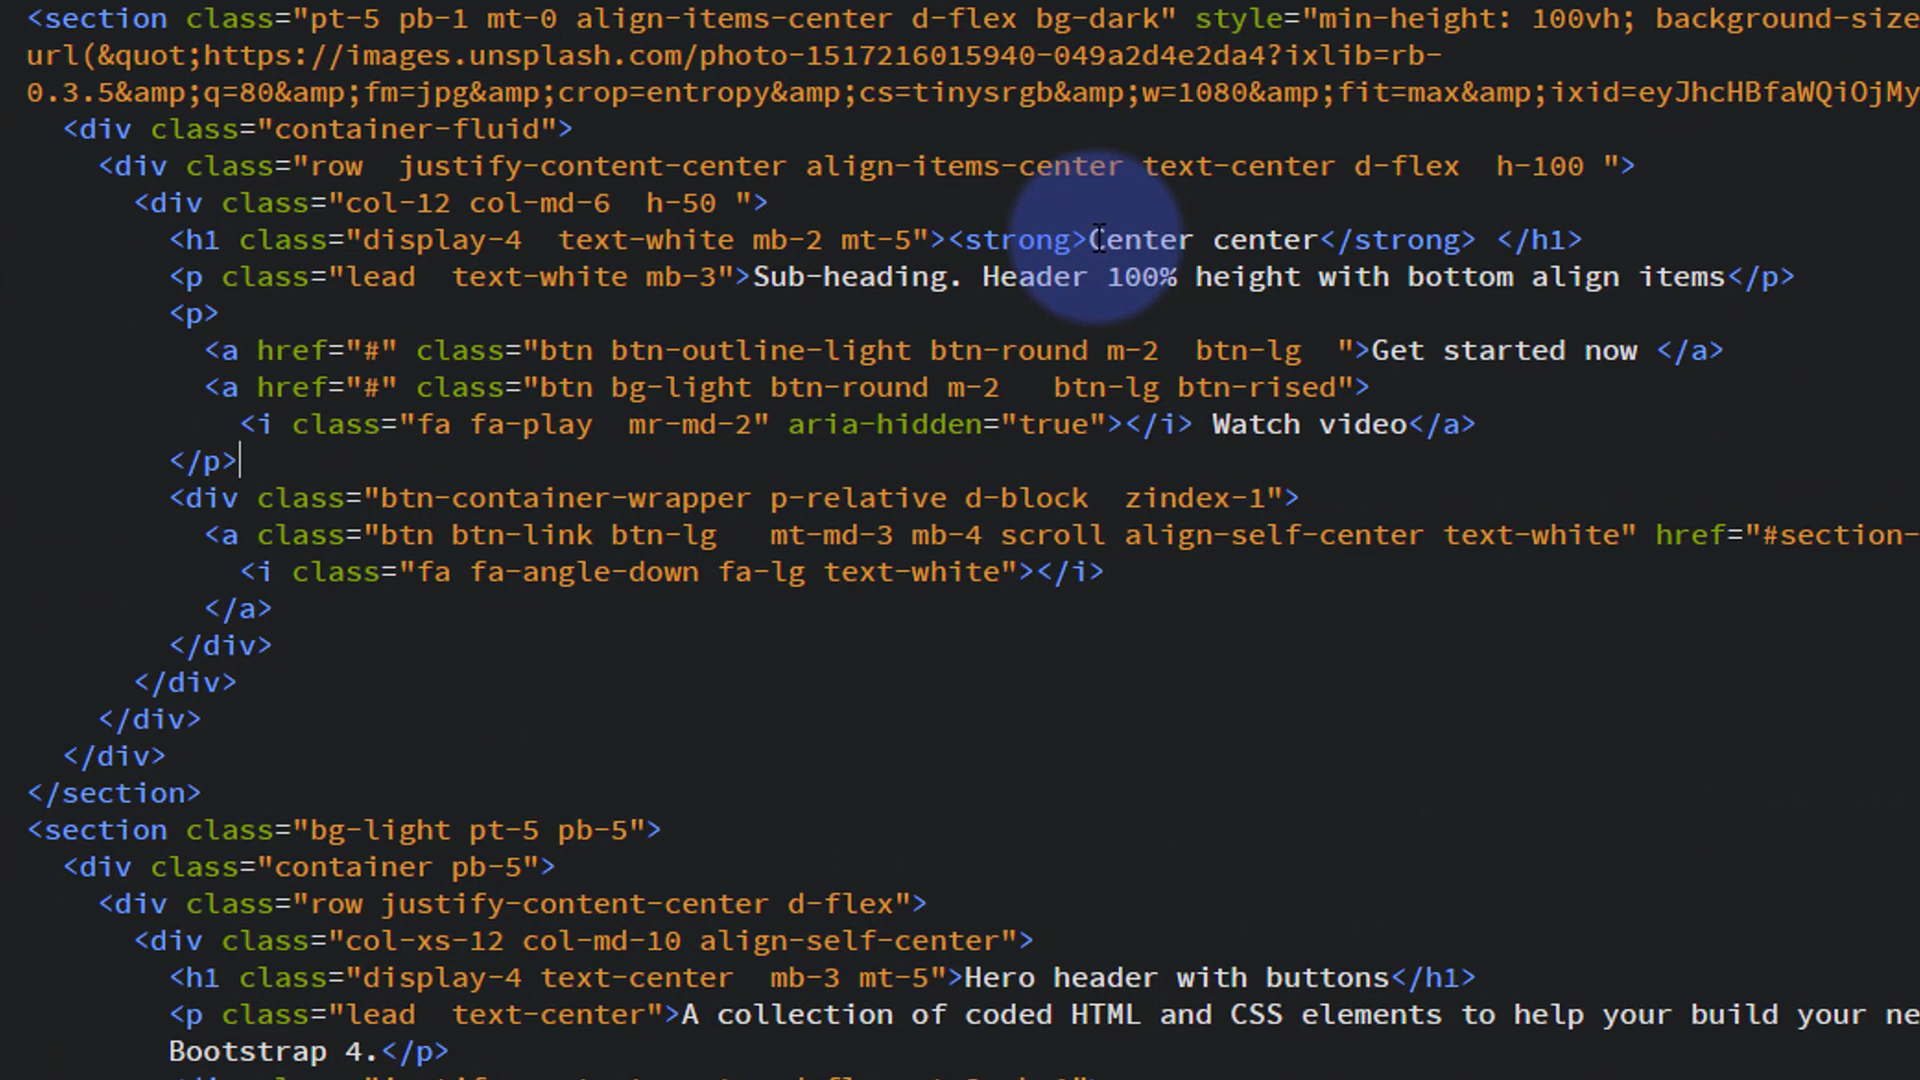 <section class="pt-5 pb-1 mt-0 align-items-center d-flex bg-dark" style="min-height: 100vh; background-size
url(&quot;https://images.unsplash.com/photo-1517216015940-049a2d4e2da4?ixlib=rb-
0.3.5&amp;q=80&amp;fm=jpg&amp;crop=entropy&amp;cs=tinysrgb&amp;w=1080&amp;fit=max&amp;ixid=eyJhcHBfaWQiOjMy
<div class="container-fluid">
<div class="row  justify-content-center align-items-center text-center d-flex  h-100 ">
<div class="col-12 col-md-6  h-50 ">
<h1 class="display-4  text-white mb-2 mt-5"><strong>Center center</strong> </h1>
<p class="lead  text-white mb-3">Sub-heading. Header 100% height with bottom align items</p>
<p>
<a href="#" class="btn btn-outline-light btn-round m-2  btn-lg  ">Get started now </a>
<a href="#" class="btn bg-light btn-round m-2   btn-lg btn-rised">
<i class="fa fa-play  mr-md-2" aria-hidden="true"></i> Watch video</a>
</p>
<div class="btn-container-wrapper p-relative d-block  zindex-1">
<a class="btn btn-link btn-lg   mt-md-3 mb-4 scroll align-self-center text-white" href="#section-
<i class="fa fa-angle-down fa-lg text-white"></i>
</a>
</div>
</div>
</div>
</div>
</section>
<section class="bg-light pt-5 pb-5">
<div class="container pb-5">
<div class="row justify-content-center d-flex">
<div class="col-xs-12 col-md-10 align-self-center">
<h1 class="display-4 text-center  mb-3 mt-5">Hero header with buttons</h1>
<p class="lead  text-center">A collection of coded HTML and CSS elements to help your build your ne
Bootstrap 4.</p>